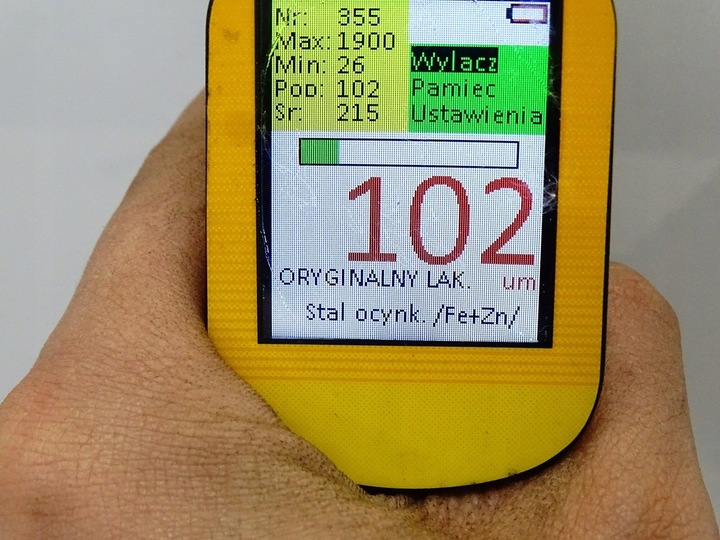 Nr: 355
Max: 1900
Min: 26
Pop: 102
Sr: 215
Wylacz
Pamiec
Ustawienia
102
um
ORYGINALNY LAK.
Stal ocynk. /Fe+Zn/